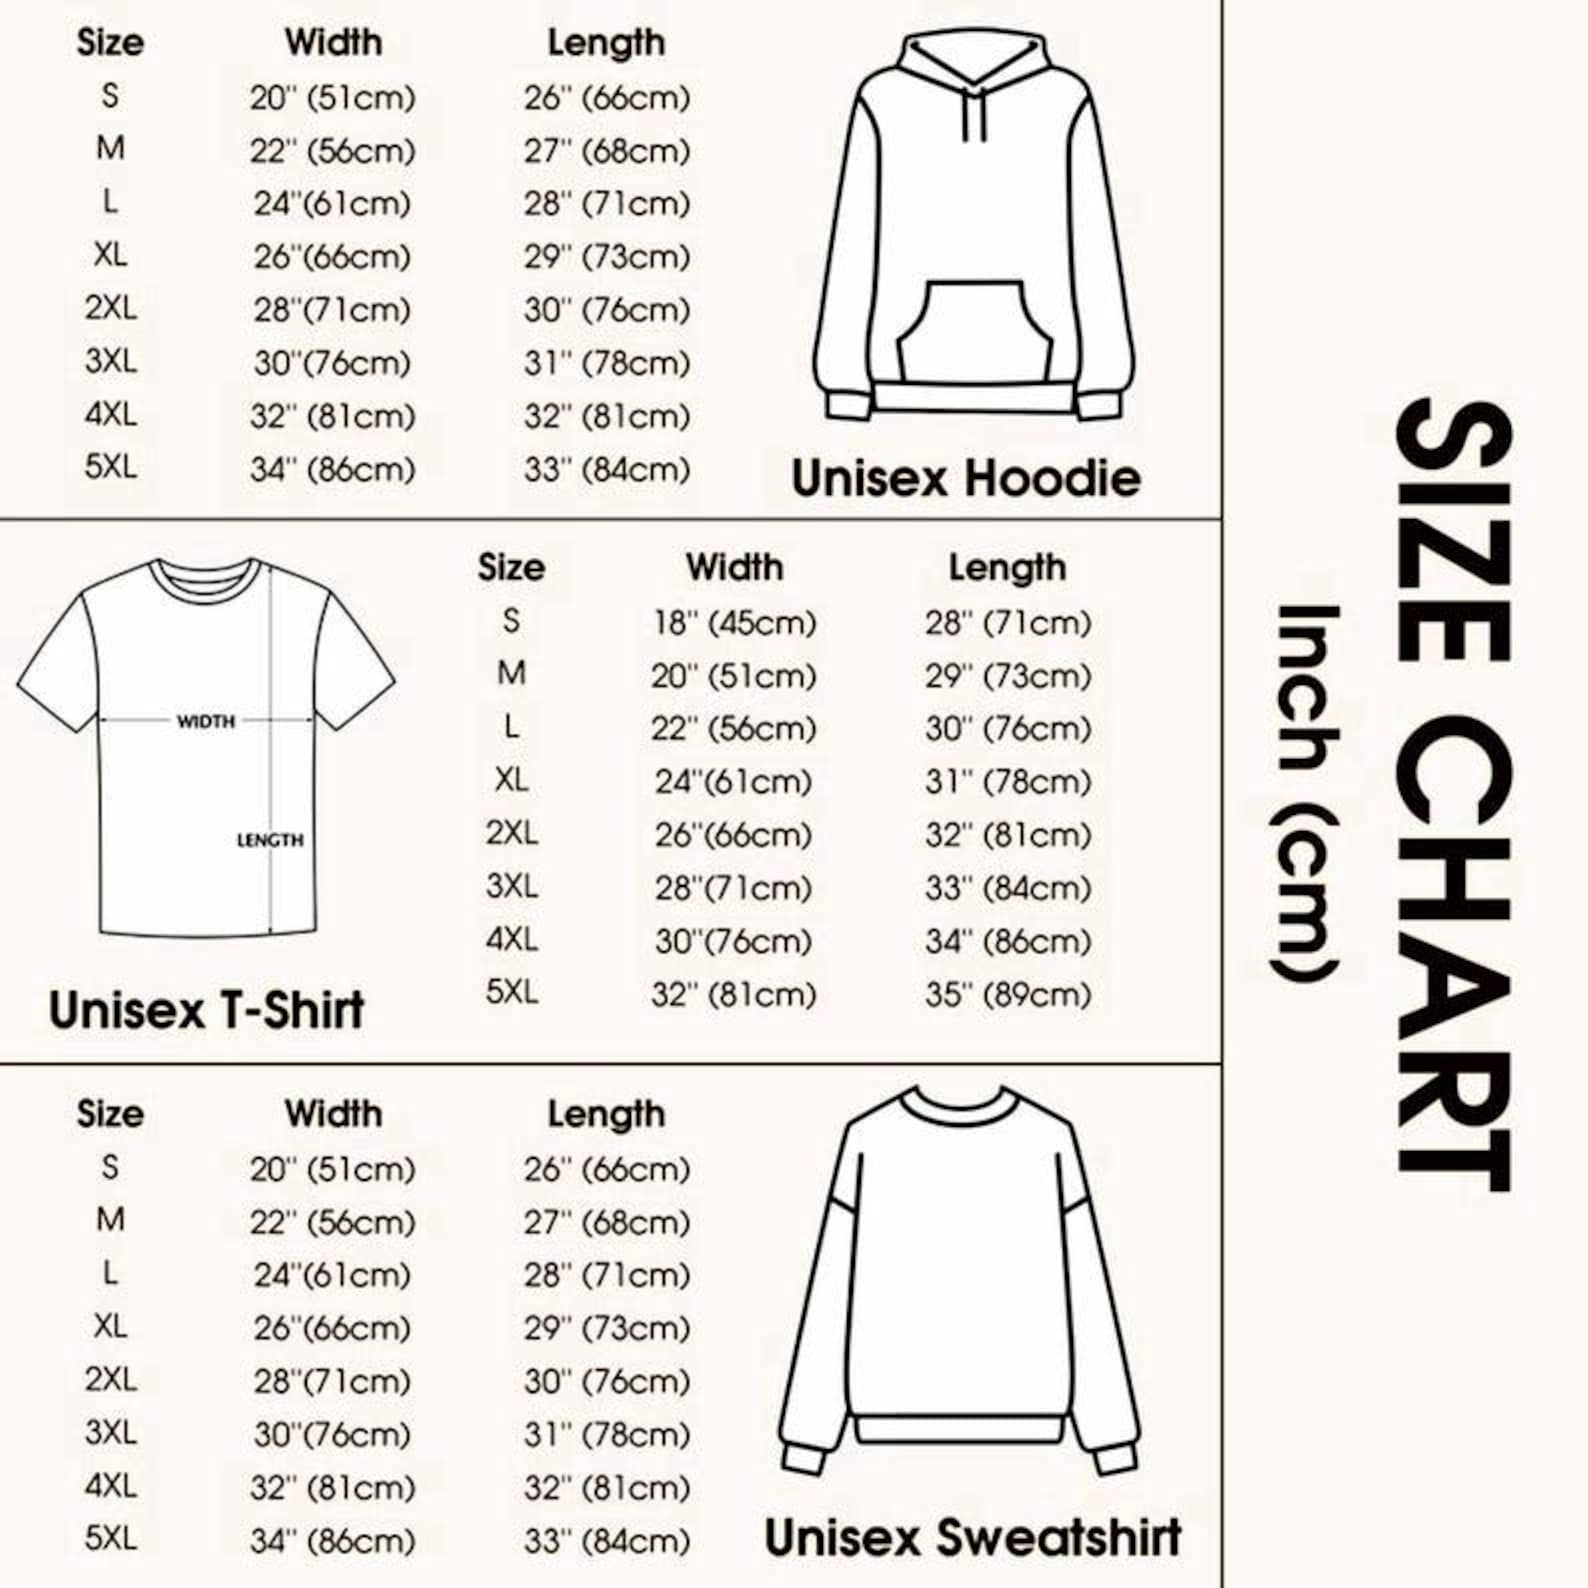 Size Width Length
S 20" (51cm) 26" (66cm)
M 22" (56cm) 27" (68cm)
L 24"(61cm) 28" (71cm)
XL 26"(66cm) 29" (73cm)
2XL 28"(71cm) 30" (76cm)
3XL 30"(76cm) 31" (78cm)
4XL 32" (81cm) 32" (81cm)
5XL 34" (86cm) 33" (84cm)
Unisex Hoodie
Size Width Length
S 18" (45cm) 28" (71cm)
M 20" (51cm) 29" (73cm)
L 22" (56cm) 30" (76cm)
XL 24"(61cm) 31" (78cm)
2XL 26"(66cm) 32" (81cm)
3XL 28"(71cm) 33" (84cm)
4XL 30"(76cm) 34" (86cm)
5XL 32" (81cm) 35" (89cm)
WIDTH
LENGTH
Unisex T-Shirt
Size Width Length
S 20" (51cm) 26" (66cm)
M 22" (56cm) 27" (68cm)
L 24"(61cm) 28" (71cm)
XL 26"(66cm) 29" (73cm)
2XL 28"(71cm) 30" (76cm)
3XL 30"(76cm) 31" (78cm)
4XL 32" (81cm) 32" (81cm)
5XL 34" (86cm) 33" (84cm)
Unisex Sweatshirt
SIZE CHART
Inch (cm)